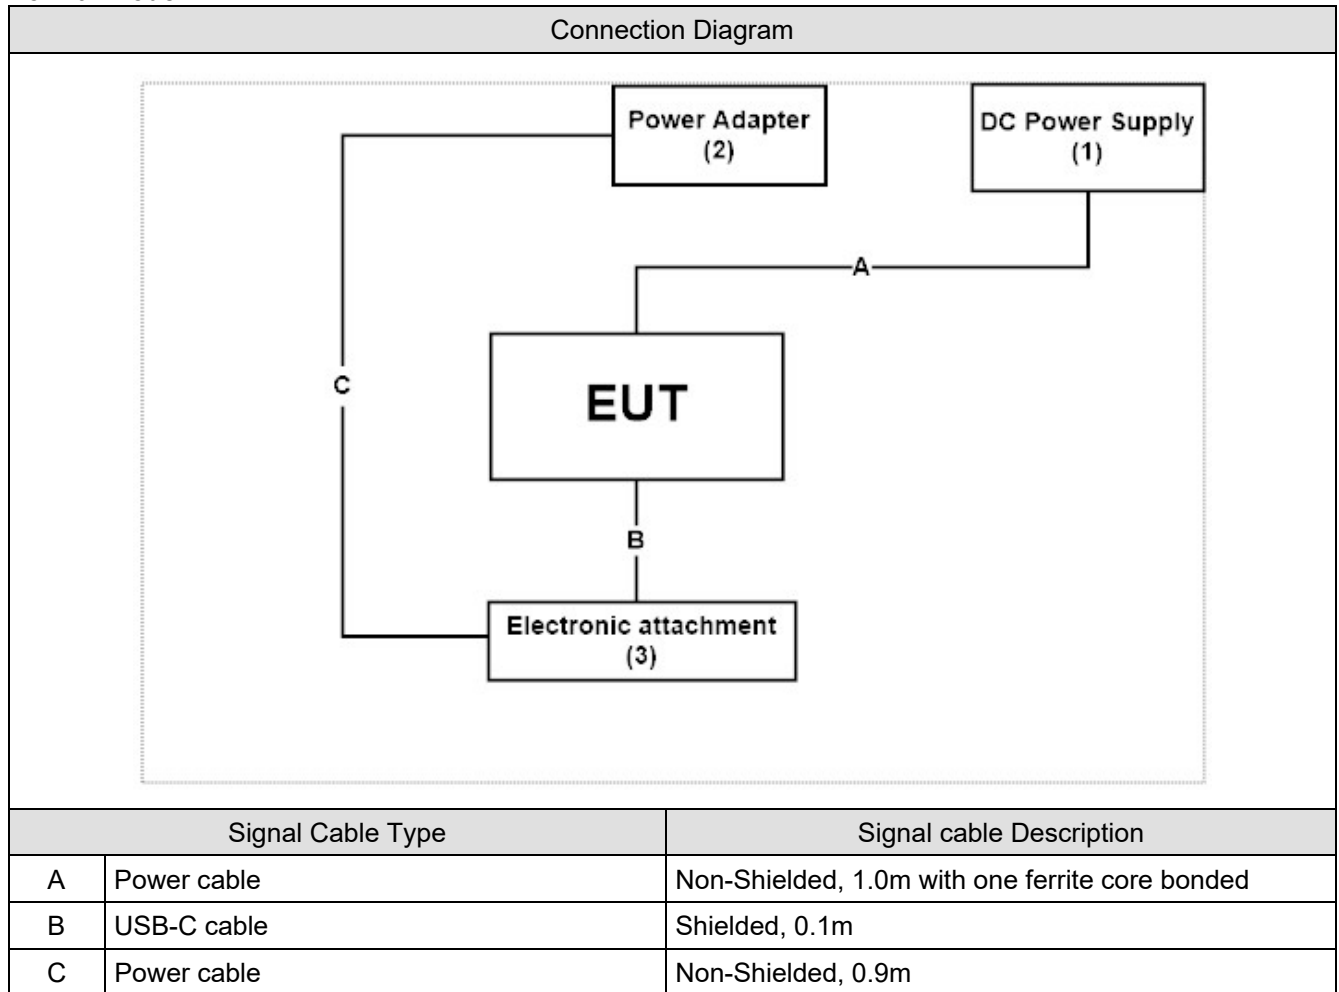 Connection Diagram
Power Adapter
(2)
DC Power Supply
(1)
A
C
EUT
B
Electronic attachment
(3)
Signal Cable Type Signal cable Description
A Power cable Non-Shielded, 1.0m with one ferrite core bonded
B USB-C cable Shielded, 0.1m
C Power cable Non-Shielded, 0.9m